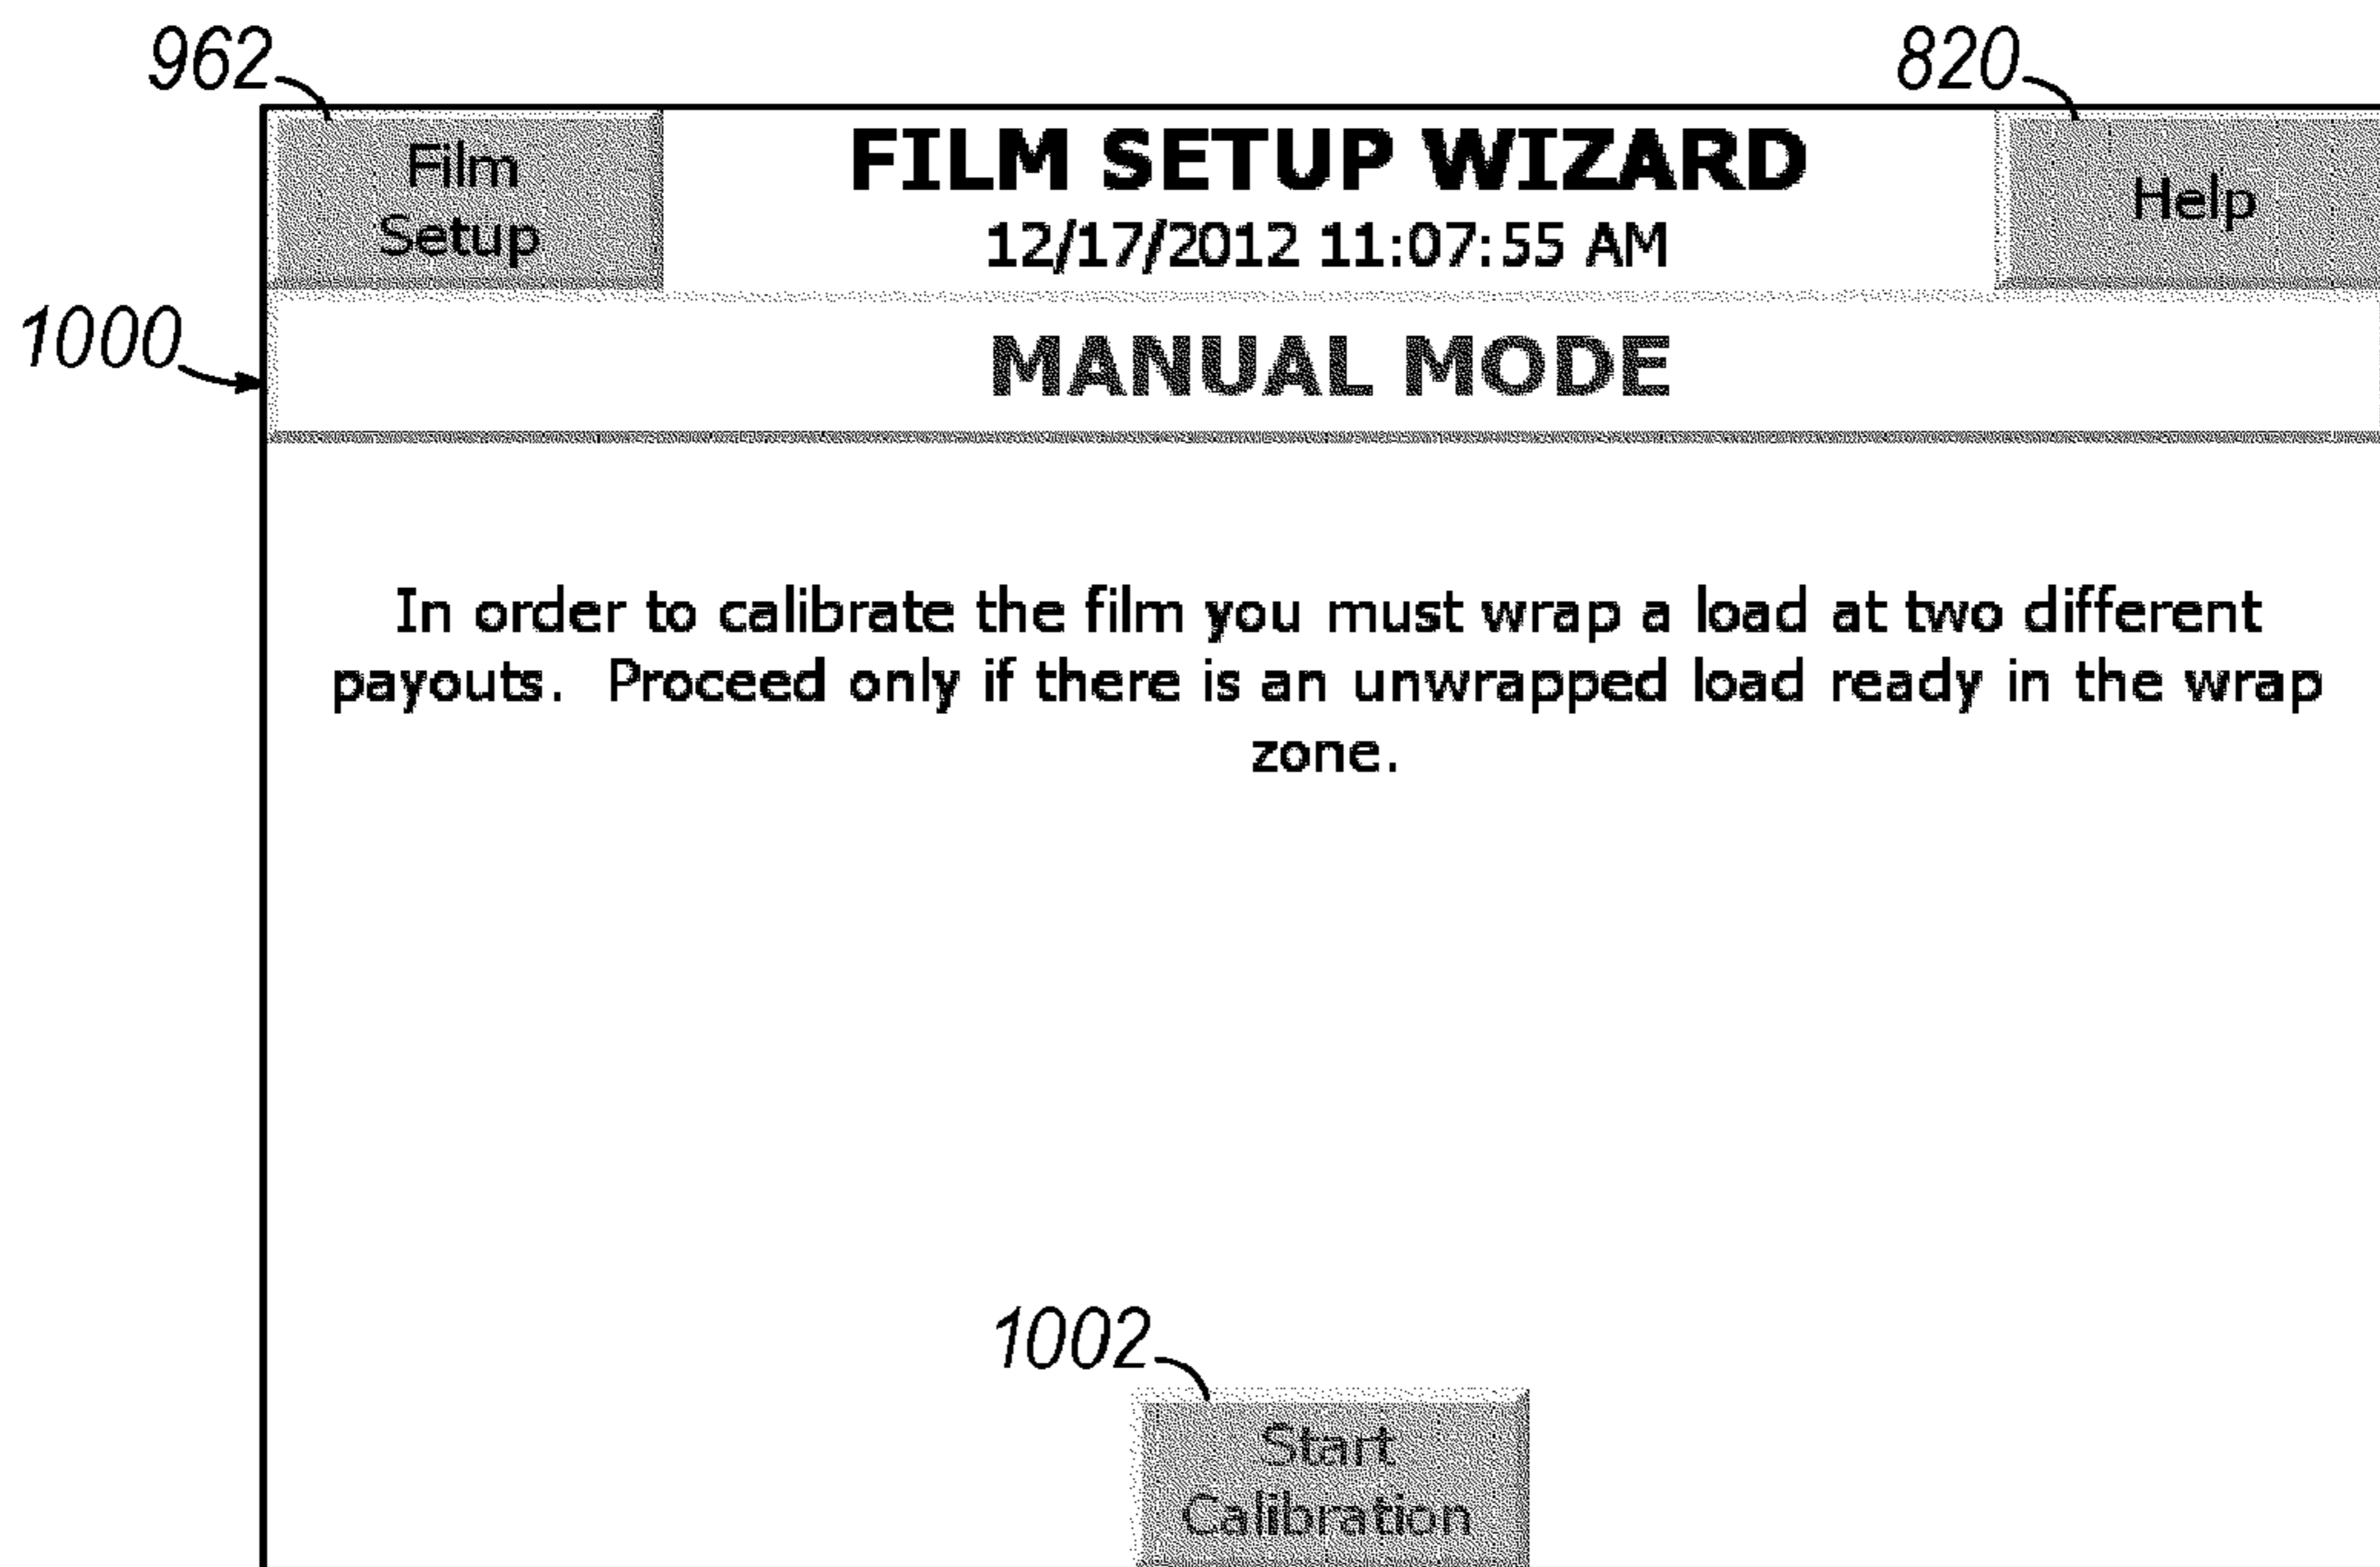 962
820
Film
Setup
FILM SETUP WIZARD
12/17/2012 11:07:55 AM
Help
1000
MANUAL MODE
In order to calibrate the film you must wrap a load at two different
payouts.  Proceed only if there is an unwrapped load ready in the wrap
zone.
1002
Start
Calibration